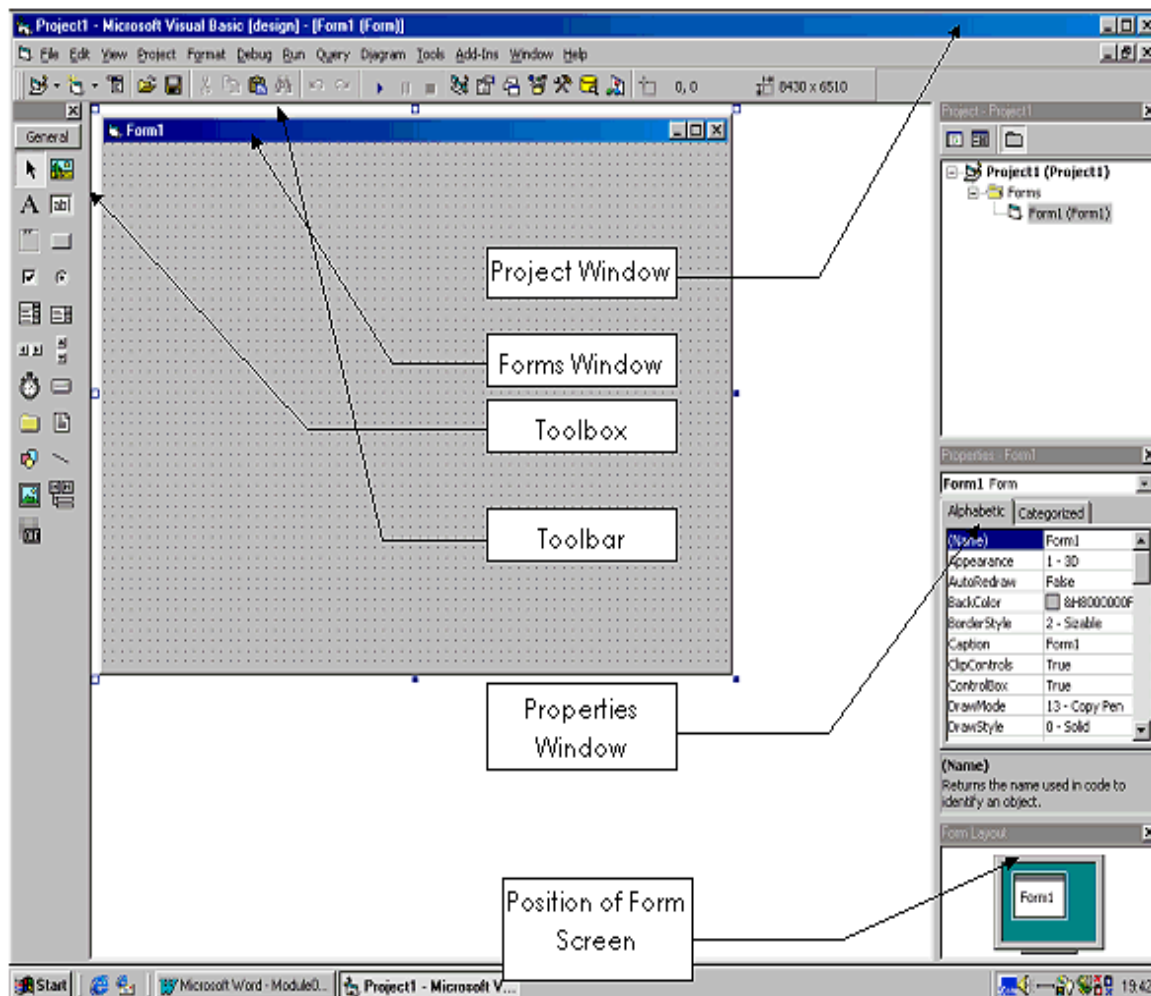 Project1 - Microsoft Visual Basic [design] - [Form1 (Form)]
File Edit View Project Format Debug Run Query Diagram Tools Add-Ins Window Help
0, 0 8430 x 6510
General
A ab|
Form1
Project Window
Forms Window
Toolbox
Toolbar
Properties
Window
Position of Form
Screen
Project - Project1
Project1 (Project1)
Forms
Form1 (Form1)
Properties - Form1
Form1 Form
Alphabetic Categorized
(Name) Form1
Appearance 1 - 3D
AutoRedraw False
BackColor &H8000000F
BorderStyle 2 - Sizable
Caption Form1
ClipControls True
ControlBox True
DrawMode 13 - Copy Pen
DrawStyle 0 - Solid
(Name)
Returns the name used in code to
identify an object.
Form Layout
Form1
Start Microsoft Word - Module0... Project1 - Microsoft V... 19:42